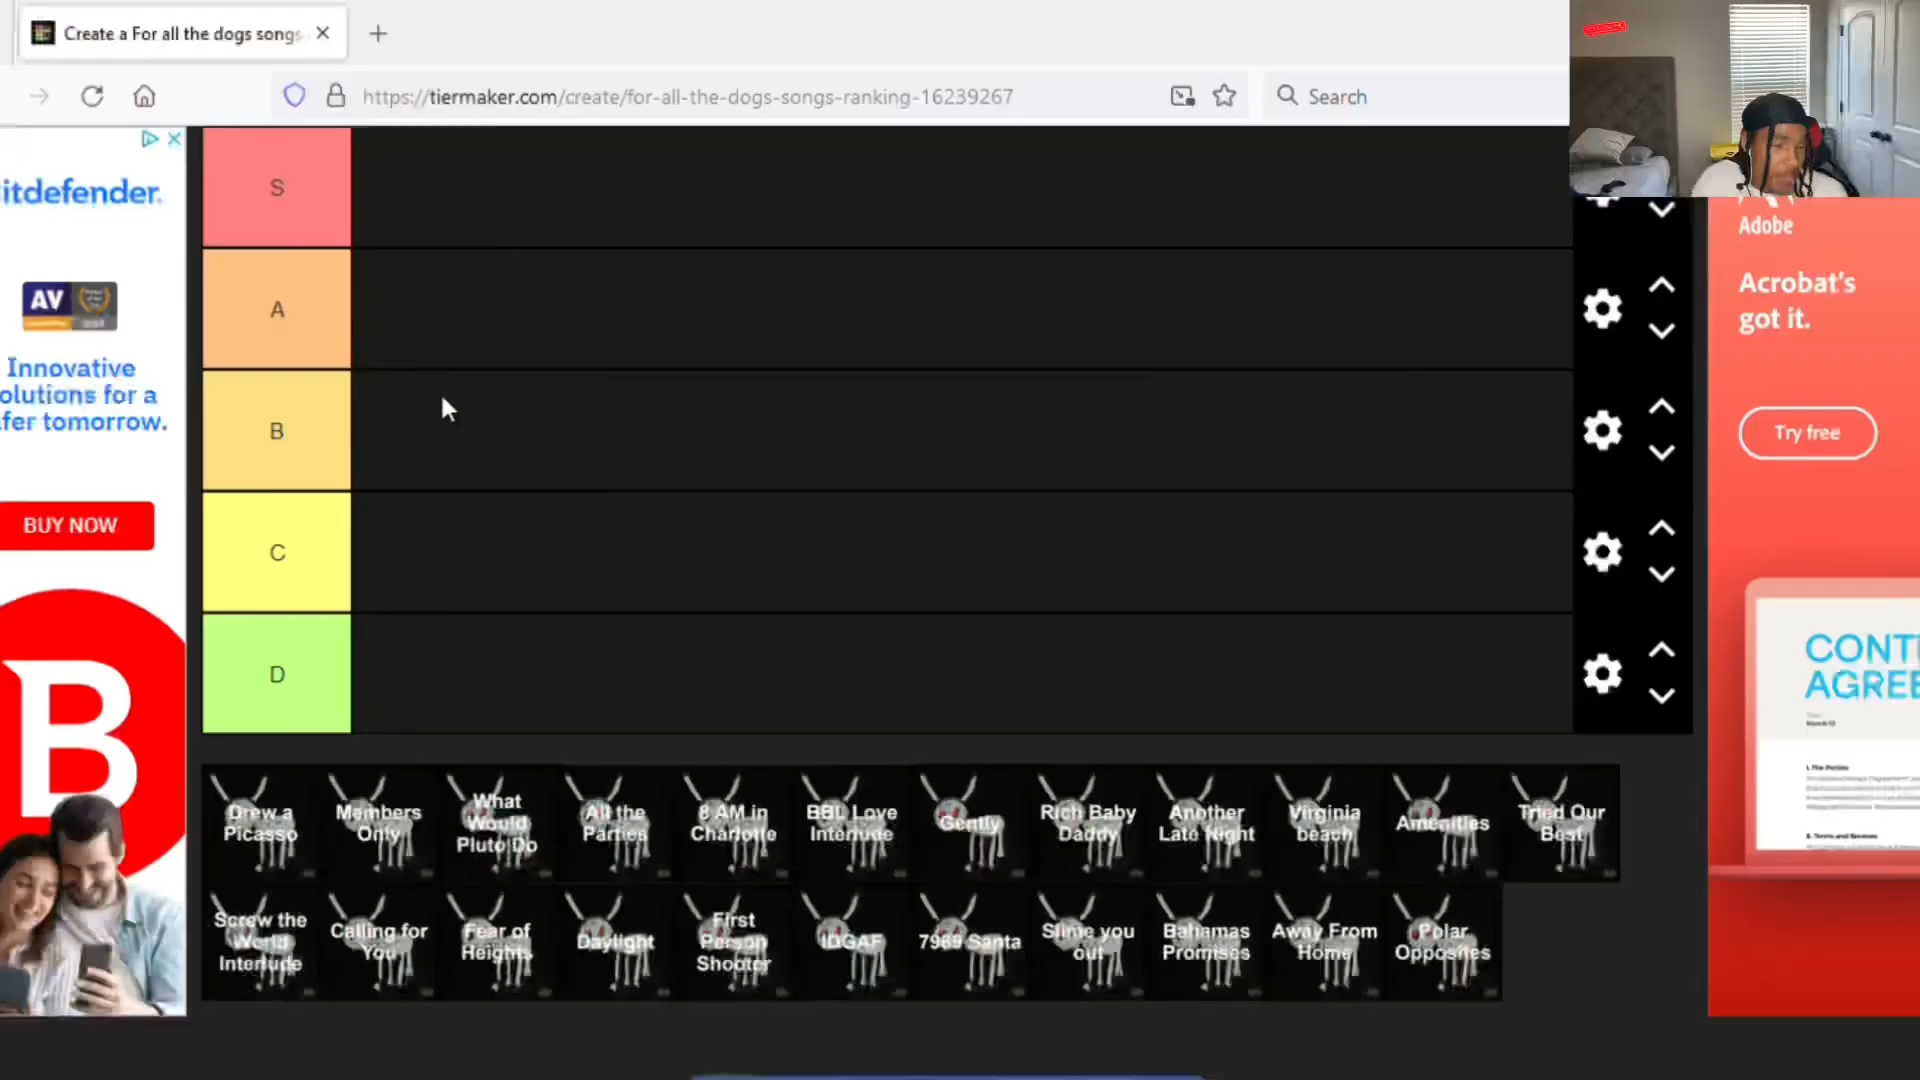 Create a For all the dogs songs
https://tiermaker.com/create/for-all-the-dogs-songs-ranking-16239267
Search
itdefender.
AV
Innovative
olutions for a
fer tomorrow.
BUY NOW
B
S
A
B
C
D
Adobe
Acrobat's
got it.
Try free
CONT
AGREE
Drew a
Picasso
Members
Only
What
Would
Pluto Do
All the
Parties
8 AM in
Charlotte
BBL Love
Interlude
Gently
Rich Baby
Daddy
Another
Late Night
Virginia
beach
Amenities
Tried Our
Best
Screw the
World
Interlude
Calling for
You
Fear of
Heights
Daylight
First
Person
Shooter
IDGAF
7969 Santa
Slime you
out
Bahamas
Promises
Away From
Home
Polar
Opposites